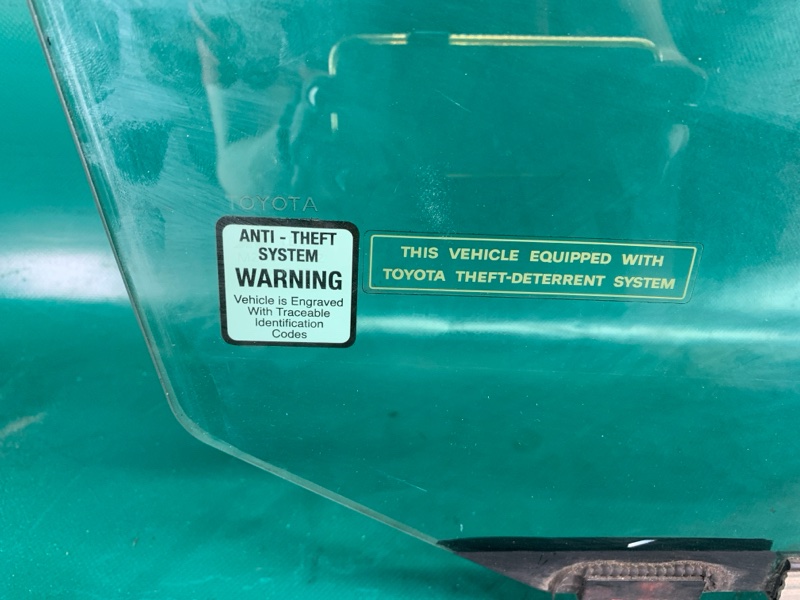 TOYOTA
ANTI - THEFT
SYSTEM
WARNING
Vehicle is Engraved
With Traceable
Identification
Codes
THIS VEHICLE EQUIPPED WITH
TOYOTA THEFT-DETERRENT SYSTEM